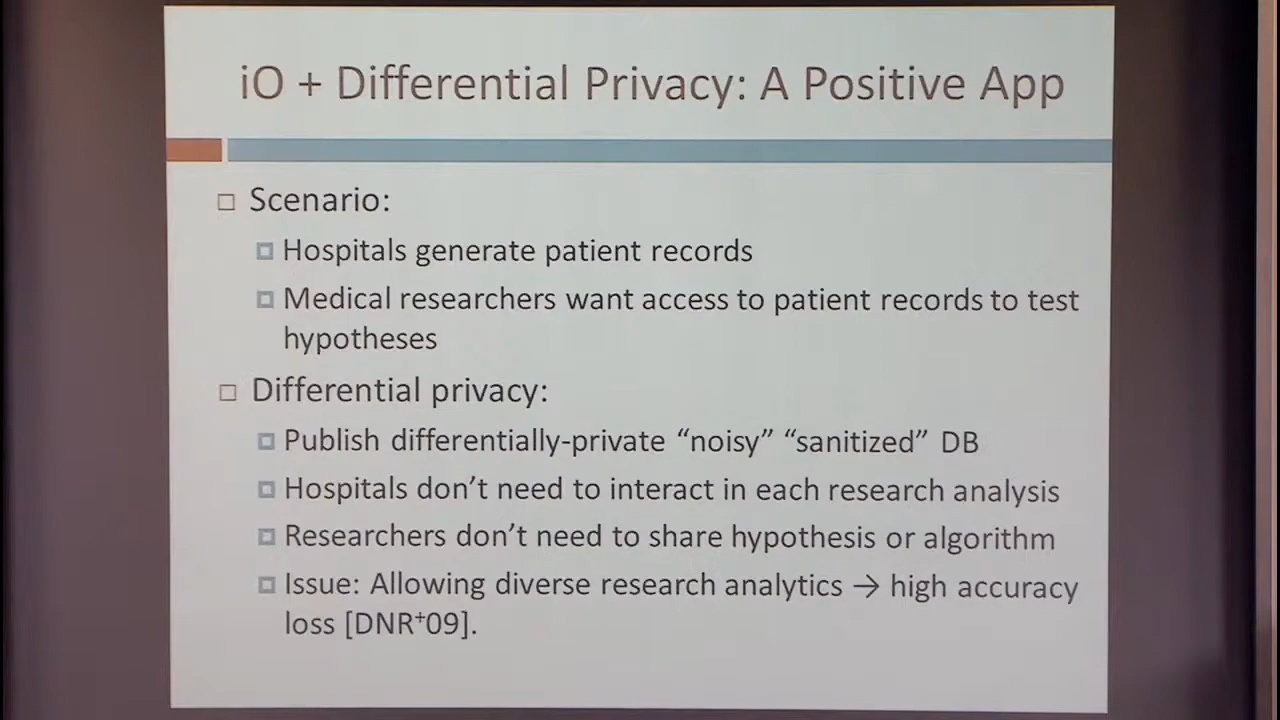 iO + Differential Privacy: A Positive App
Scenario:
Hospitals generate patient records
Medical researchers want access to patient records to test
hypotheses
Differential privacy:
Publish differentially-private “noisy” “sanitized” DB
Hospitals don’t need to interact in each research analysis
Researchers don’t need to share hypothesis or algorithm
Issue: Allowing diverse research analytics → high accuracy
loss [DNR⁺09].